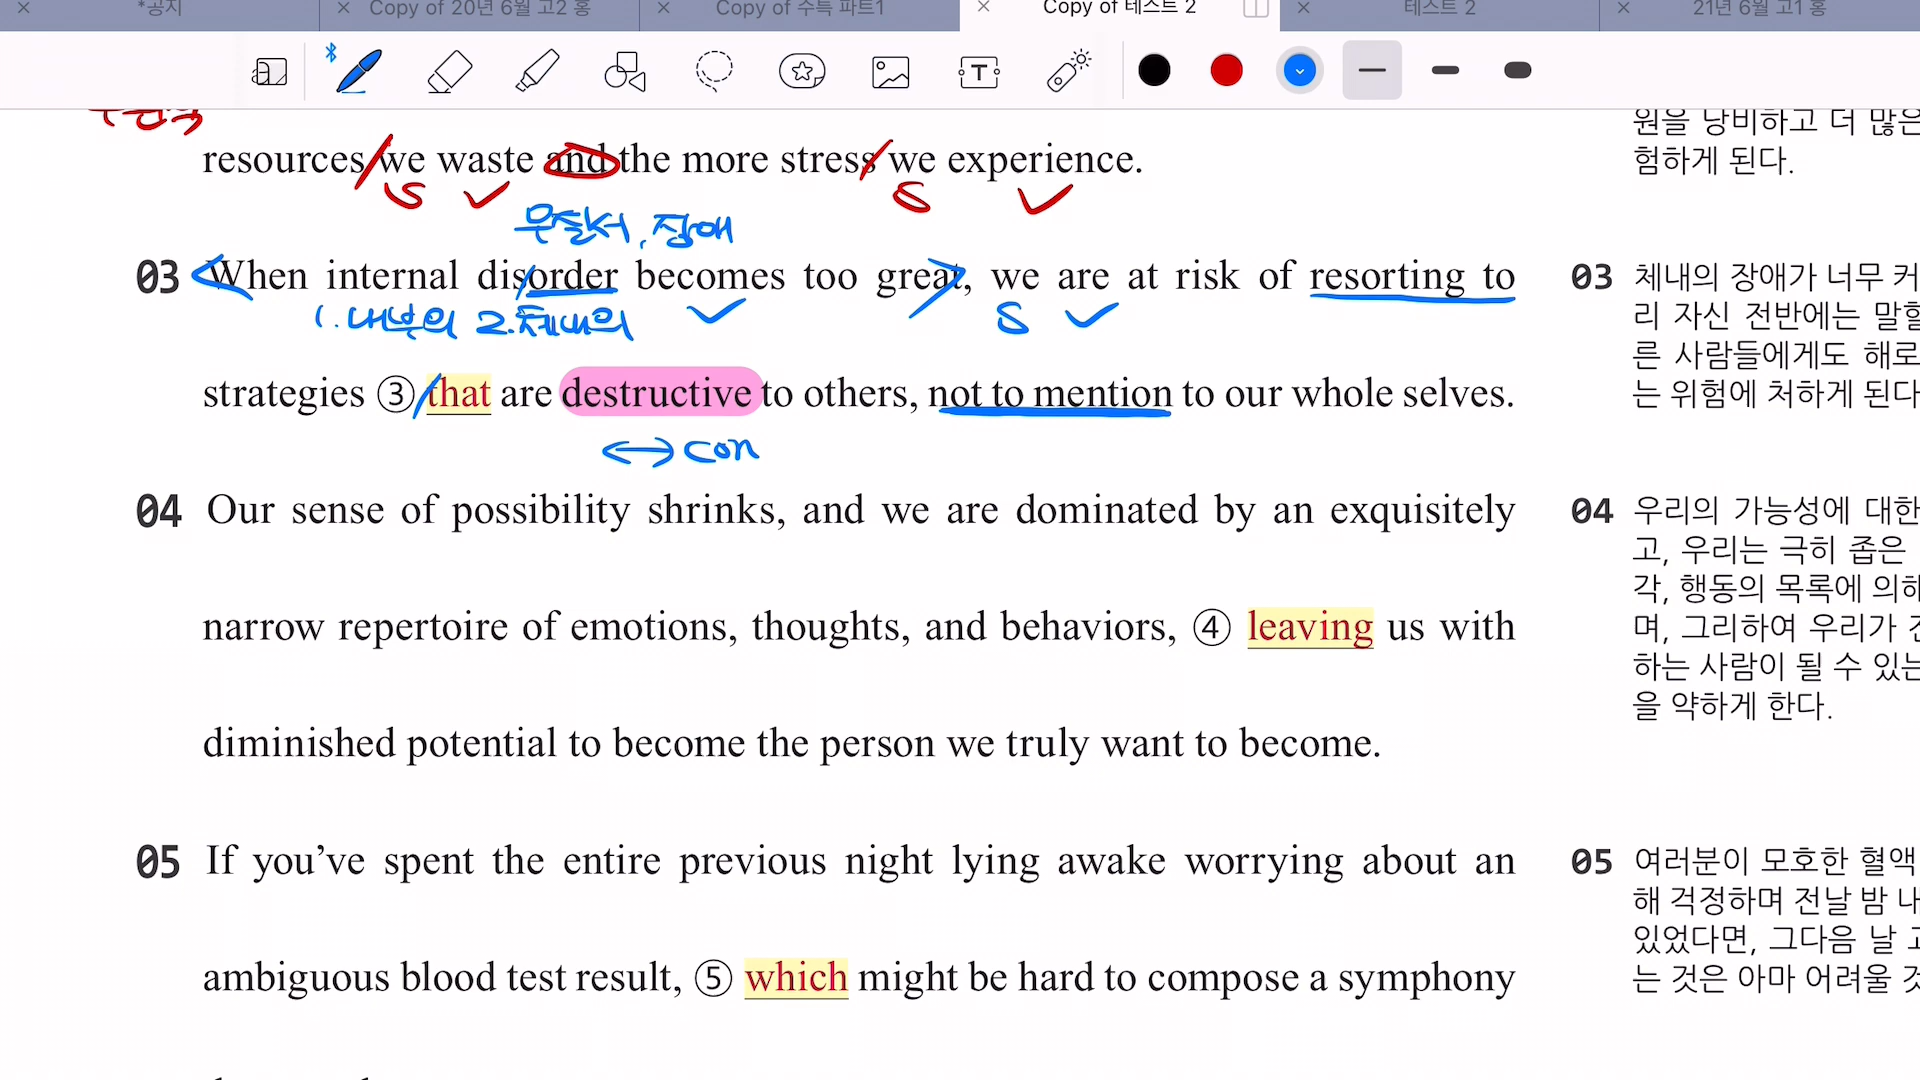 *공지
Copy of 20년 6월 고2 홍
Copy of 수특 파트1
Copy of 테스트 2
테스트 2
21년 6월 고1 홍
resources we waste and the more stress we experience.
S S
원을 낭비하고 더 많은
험하게 된다.
무질서, 장애
03 When internal disorder becomes too great, we are at risk of resorting to
1. 내부의 2. 체내의 S
strategies ③ that are destructive to others, not to mention to our whole selves.
↔ con
03 체내의 장애가 너무 커
리 자신 전반에는 말할
른 사람들에게도 해로
는 위험에 처하게 된다
04 Our sense of possibility shrinks, and we are dominated by an exquisitely
narrow repertoire of emotions, thoughts, and behaviors, ④ leaving us with
diminished potential to become the person we truly want to become.
04 우리의 가능성에 대한
고, 우리는 극히 좁은
각, 행동의 목록에 의해
며, 그리하여 우리가 진
하는 사람이 될 수 있는
을 약하게 한다.
05 If you’ve spent the entire previous night lying awake worrying about an
ambiguous blood test result, ⑤ which might be hard to compose a symphony
05 여러분이 모호한 혈액
해 걱정하며 전날 밤 내
있었다면, 그다음 날 교
는 것은 아마 어려울 것